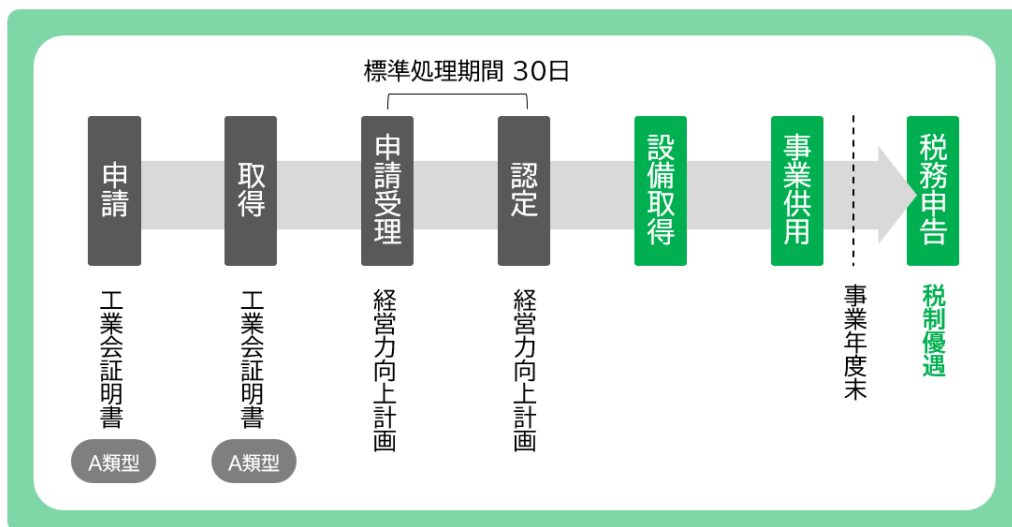 標準処理期間 30日
申請
取得
申請受理
認定
設備取得
事業供用
税務申告
工業会証明書
工業会証明書
経営力向上計画
経営力向上計画
事業年度末
税制優遇
A類型
A類型